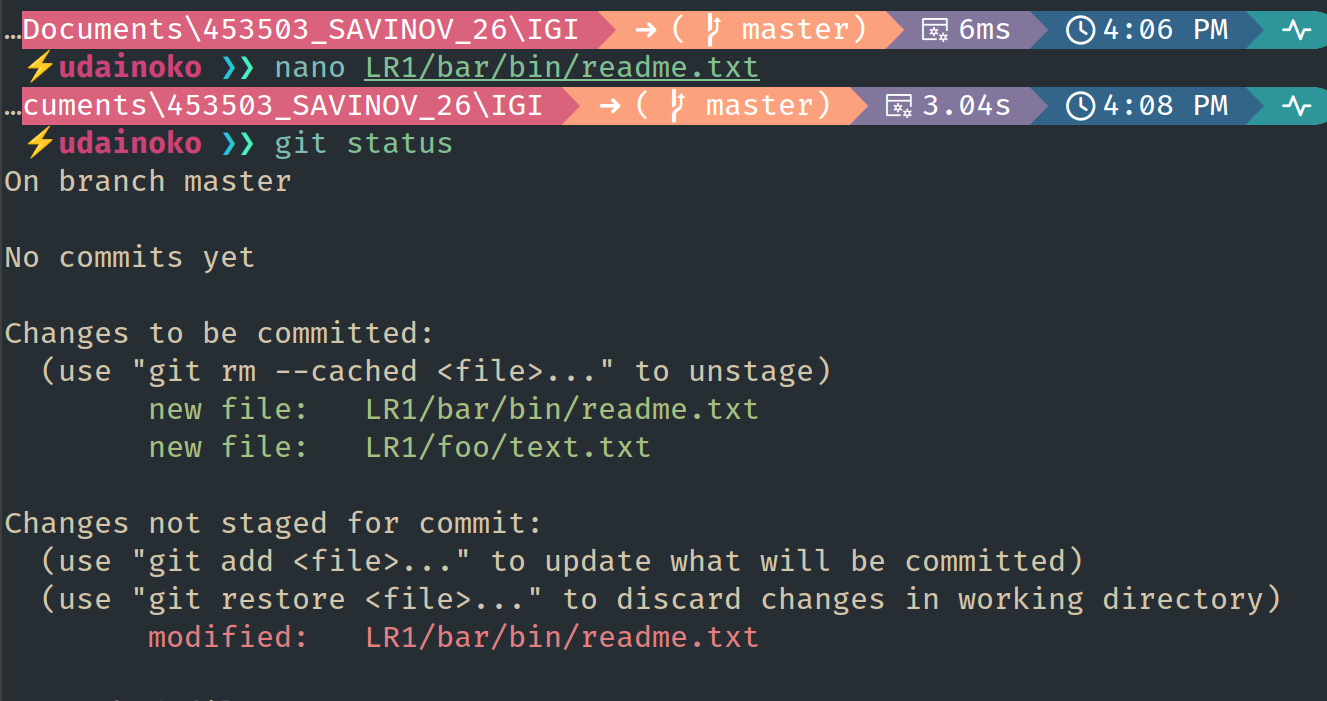 …Documents\453503_SAVINOV_26\IGI ➜ ( master) 6ms 4:06 PM
⚡udainoko ❯❯ nano LR1/bar/bin/readme.txt
…cuments\453503_SAVINOV_26\IGI ➜ ( master) 3.04s 4:08 PM
⚡udainoko ❯❯ git status
On branch master
No commits yet
Changes to be committed:
  (use "git rm --cached <file>..." to unstage)
        new file:   LR1/bar/bin/readme.txt
        new file:   LR1/foo/text.txt
Changes not staged for commit:
  (use "git add <file>..." to update what will be committed)
  (use "git restore <file>..." to discard changes in working directory)
        modified:   LR1/bar/bin/readme.txt